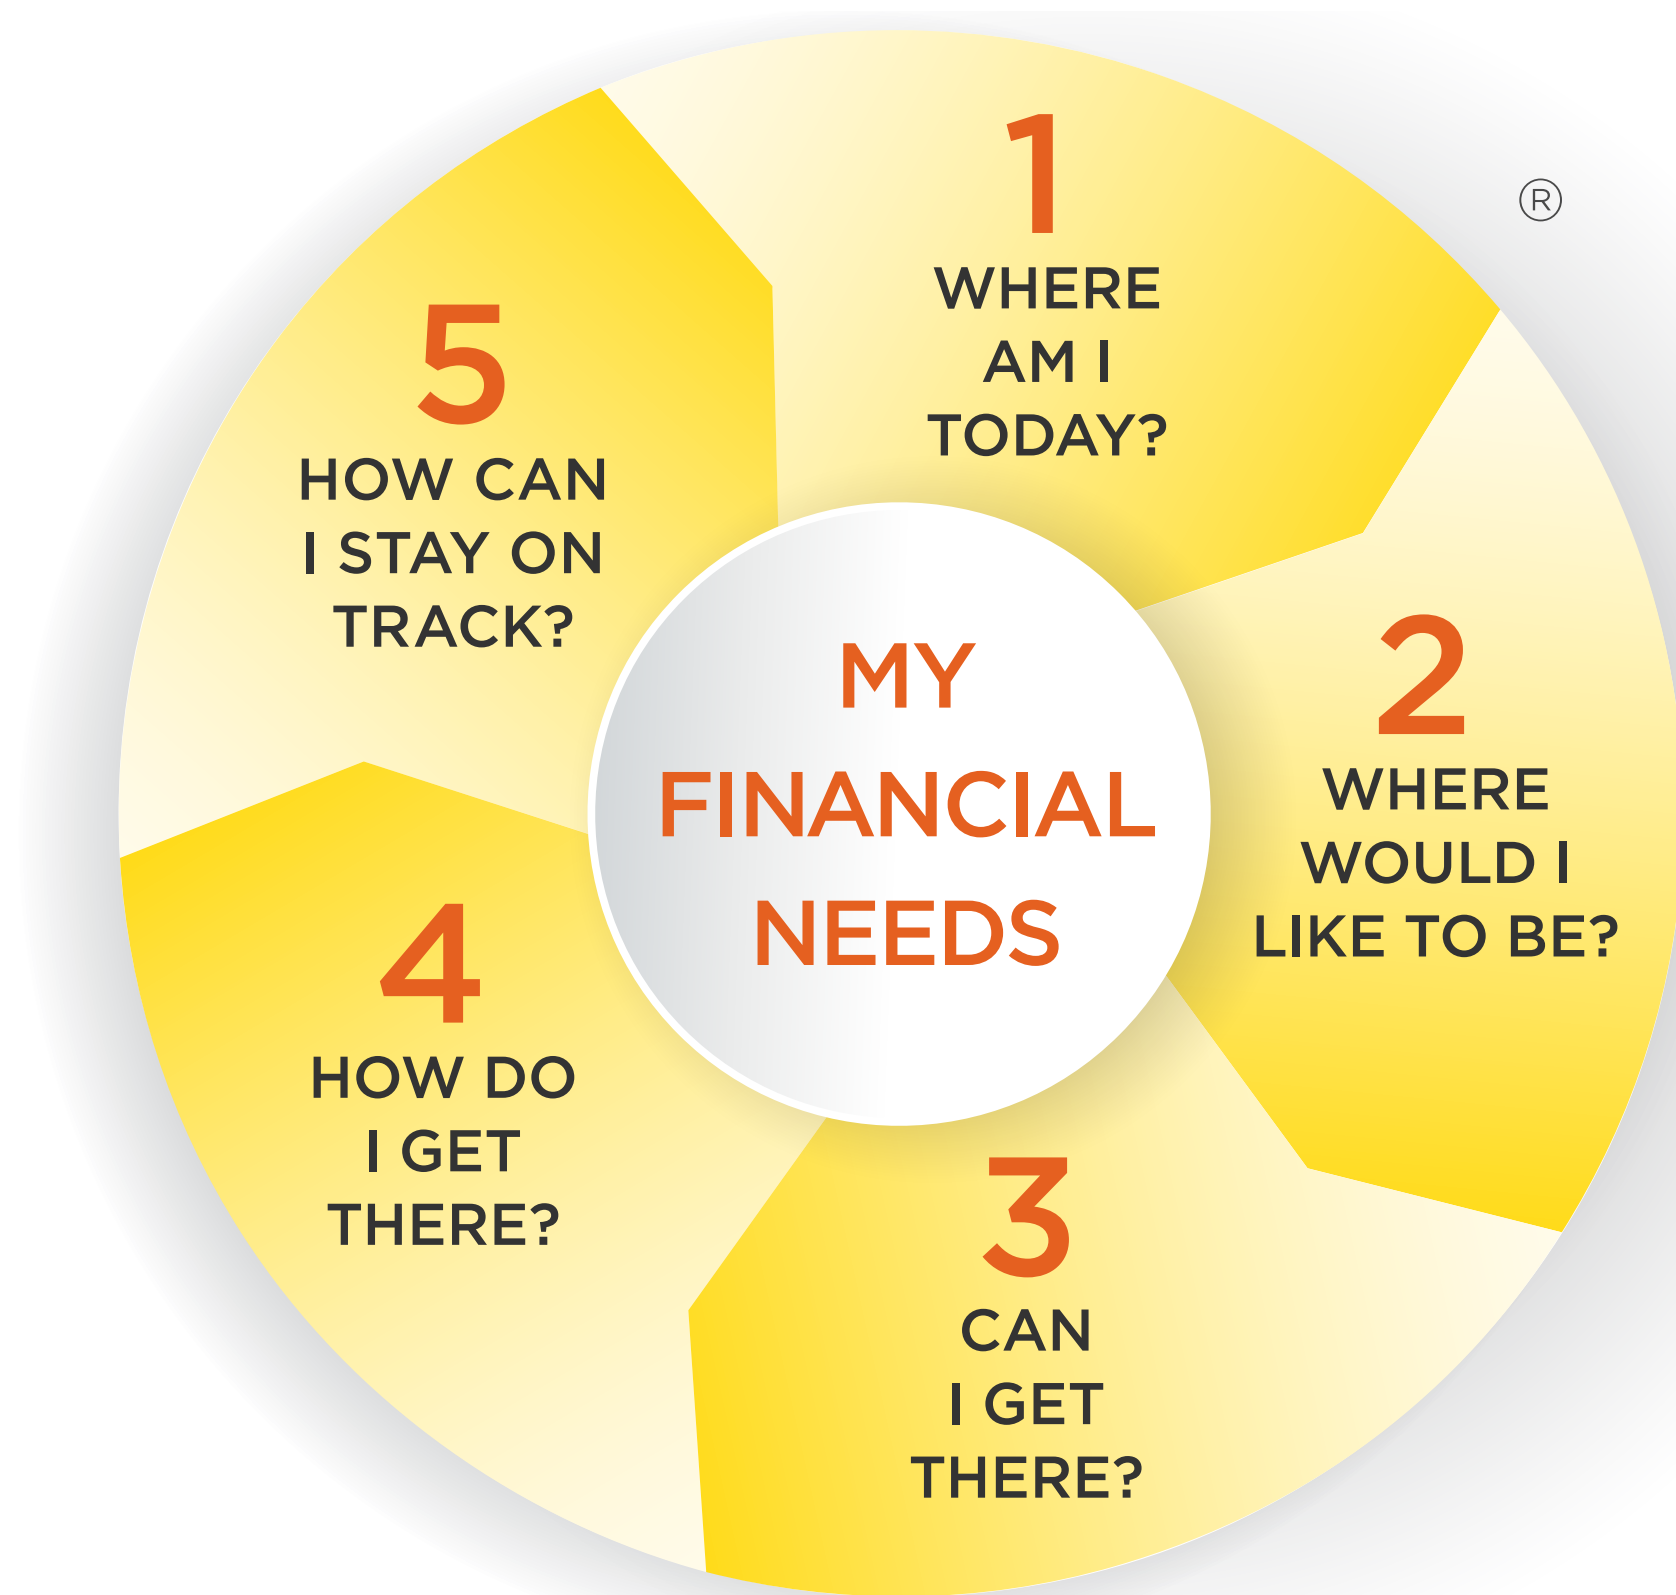 1
WHERE
AM I
TODAY?
®
2
WHERE
WOULD I
LIKE TO BE?
3
CAN
I GET
THERE?
4
HOW DO
I GET
THERE?
5
HOW CAN
I STAY ON
TRACK?
MY
FINANCIAL
NEEDS